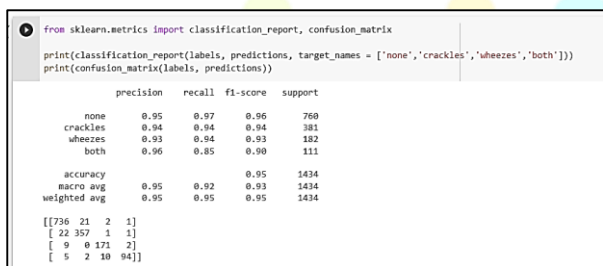 from sklearn.metrics import classification_report, confusion_matrix
print(classification_report(labels, predictions, target_names = ['none','crackles','wheezes','both']))
print(confusion_matrix(labels, predictions))
precision recall f1-score support
none 0.95 0.97 0.96 760
crackles 0.94 0.94 0.94 381
wheezes 0.93 0.94 0.93 182
both 0.96 0.85 0.90 111
accuracy 0.95 1434
macro avg 0.95 0.92 0.93 1434
weighted avg 0.95 0.95 0.95 1434
[[736 21 2 1]
[ 22 357 1 1]
[ 9 0 171 2]
[ 5 2 10 94]]